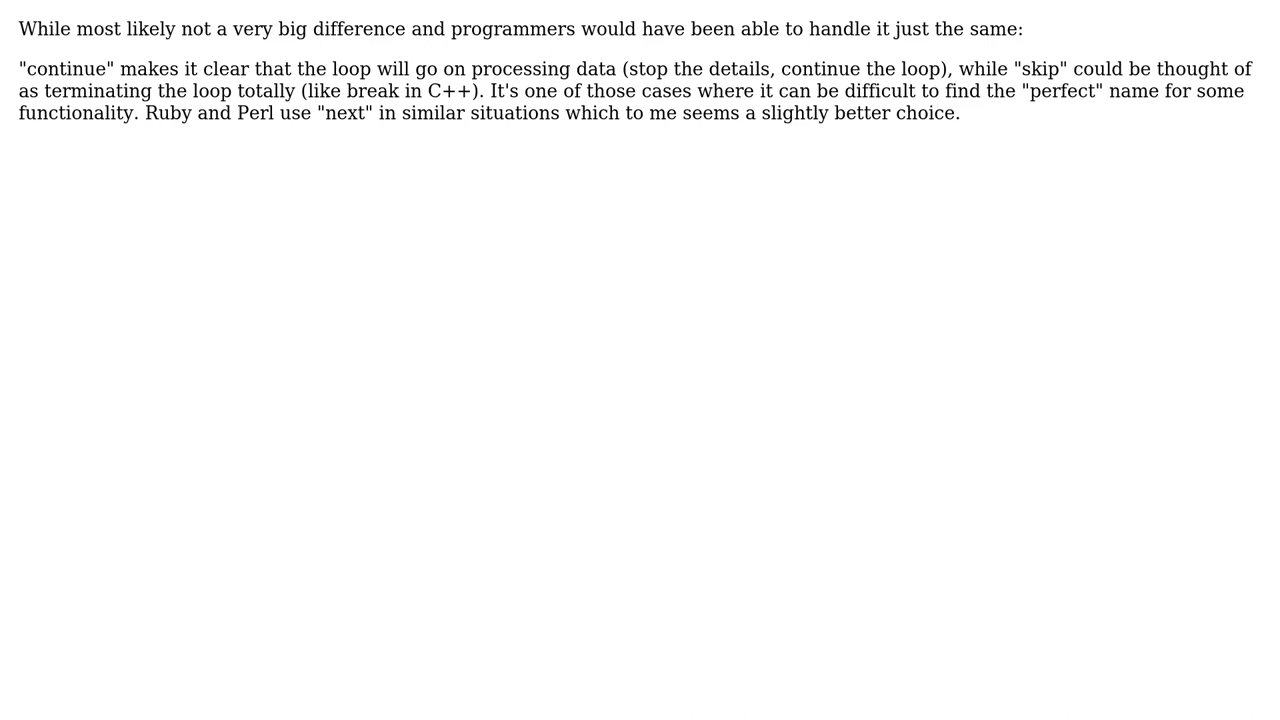 While most likely not a very big difference and programmers would have been able to handle it just the same:
"continue" makes it clear that the loop will go on processing data (stop the details, continue the loop), while "skip" could be thought of
as terminating the loop totally (like break in C++). It's one of those cases where it can be difficult to find the "perfect" name for some
functionality. Ruby and Perl use "next" in similar situations which to me seems a slightly better choice.